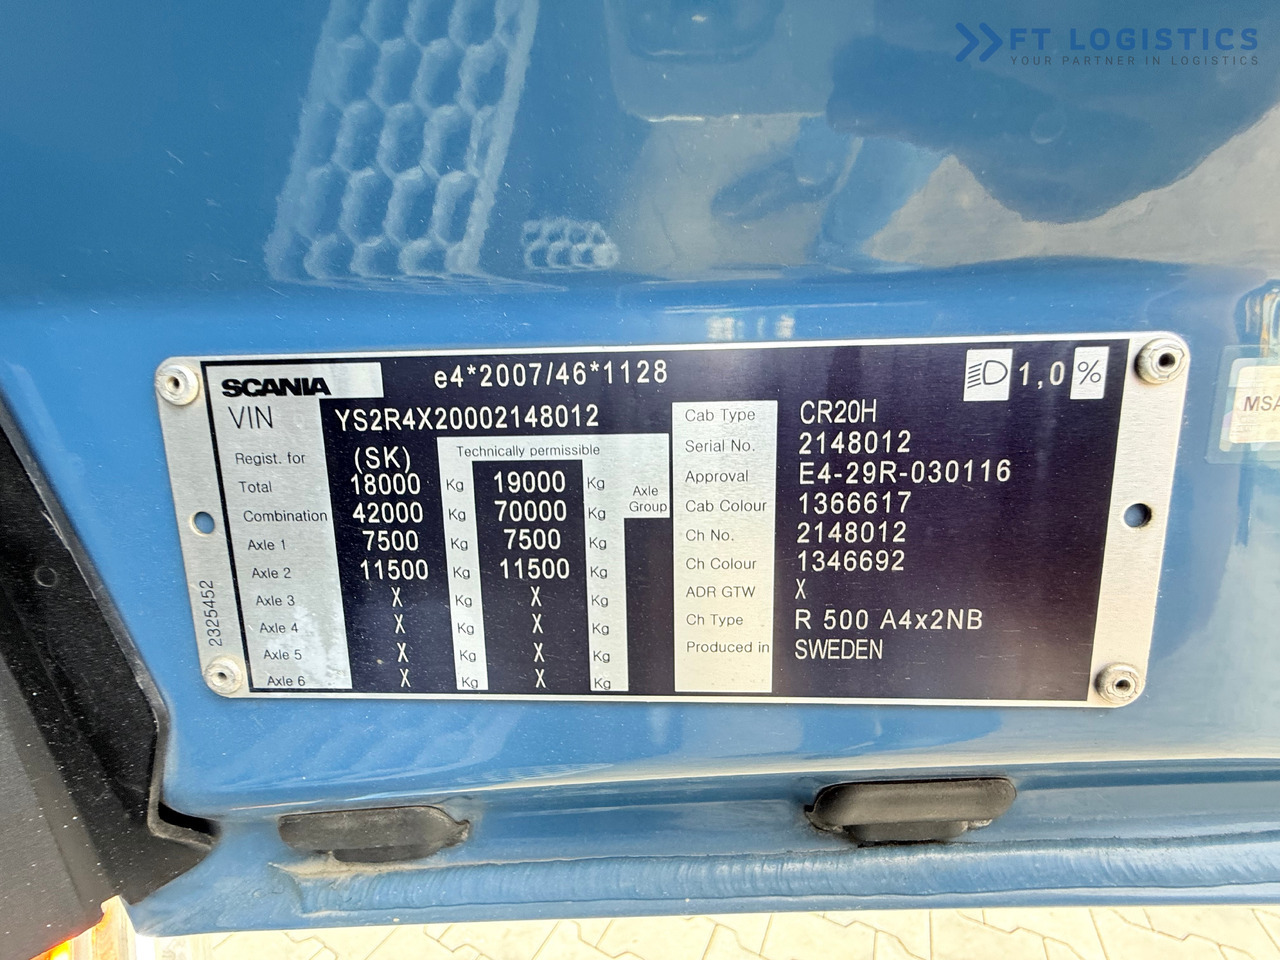 FT LOGISTICS
YOUR PARTNER IN LOGISTICS
SCANIA e4*2007/46*1128 1,0 %
VIN YS2R4X20002148012
Regist. for (SK) Technically permissible
Total 18000 Kg 19000 Kg
Combination 42000 Kg 70000 Kg
Axle Group
Axle 1 7500 Kg 7500 Kg
Axle 2 11500 Kg 11500 Kg
Axle 3 X Kg X Kg
Axle 4 X Kg X Kg
Axle 5 X Kg X Kg
Axle 6 X Kg X Kg
2325452
Cab Type CR20H
Serial No. 2148012
Approval E4-29R-030116
Cab Colour 1366617
Ch No. 2148012
Ch Colour 1346692
ADR GTW X
Ch Type R 500 A4x2NB
Produced in SWEDEN